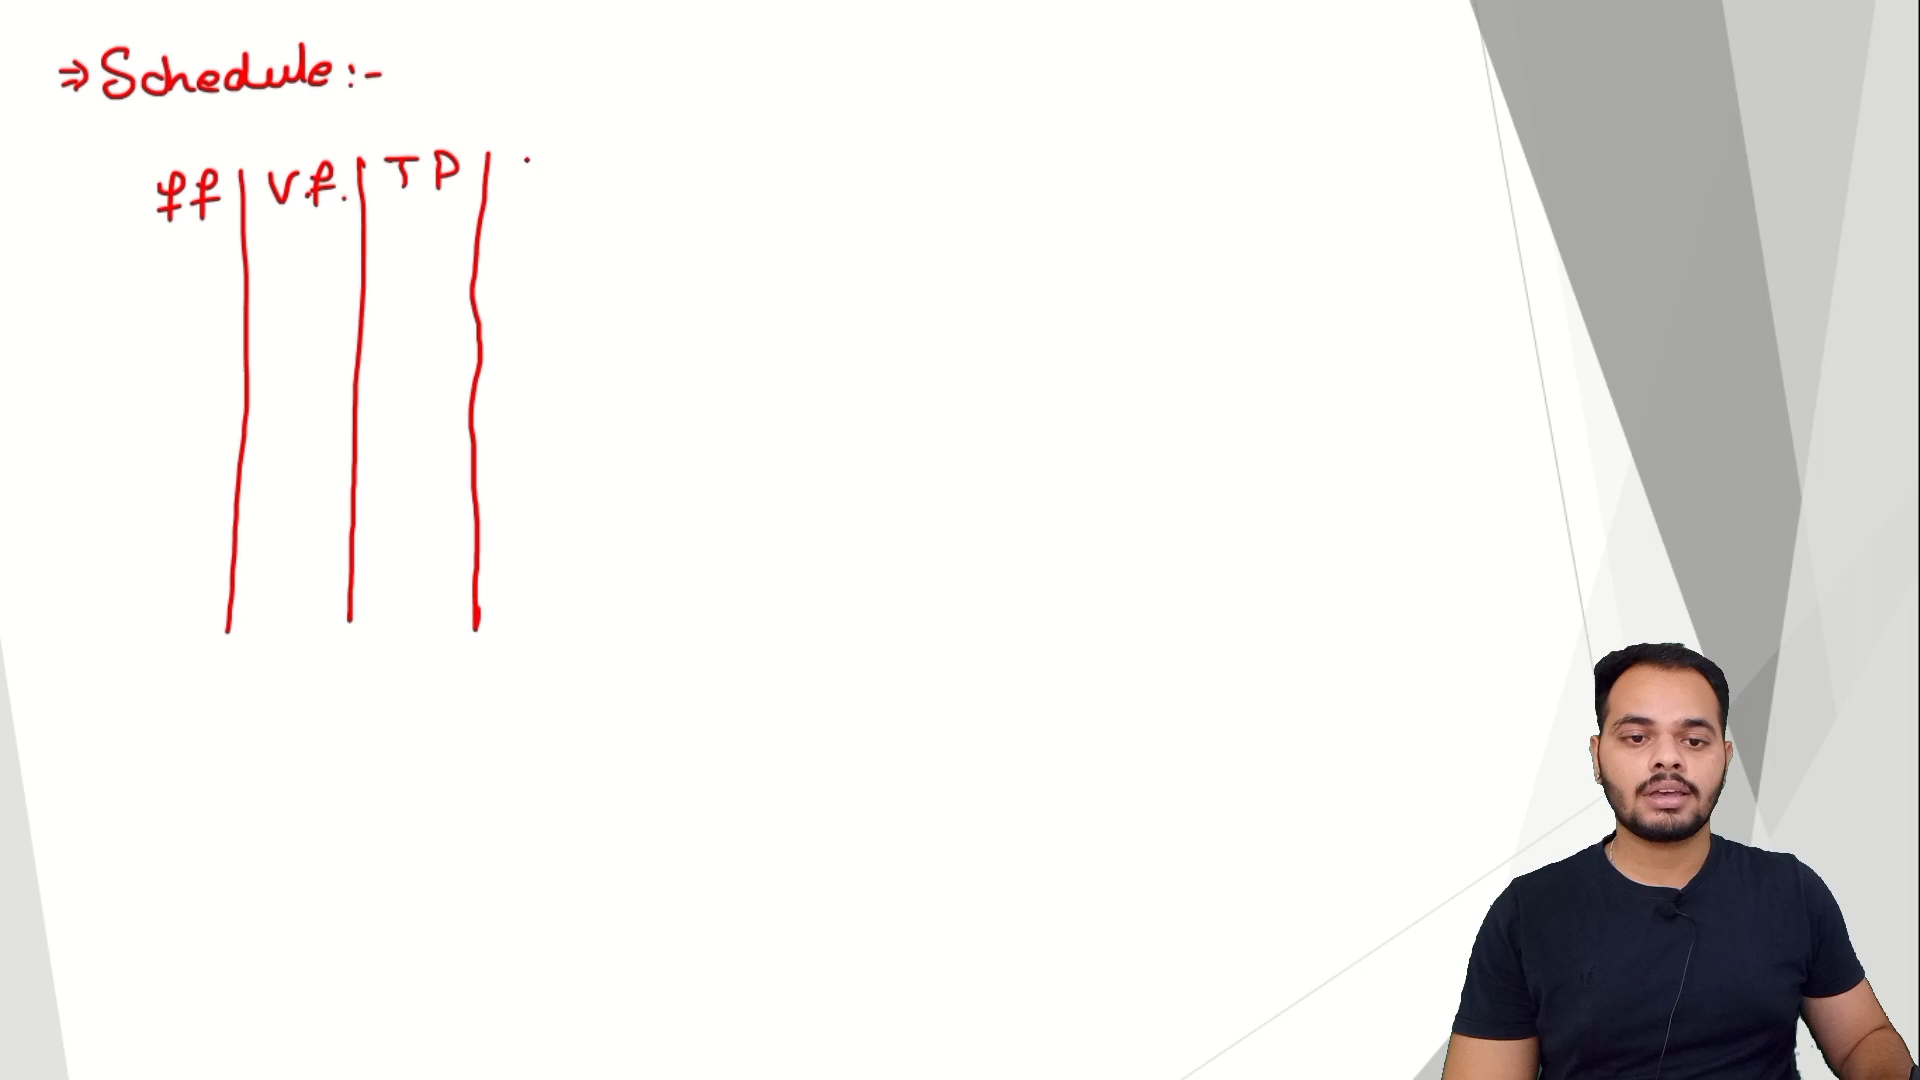 ⇒ Schedule :-
ff | Vf. | TP |